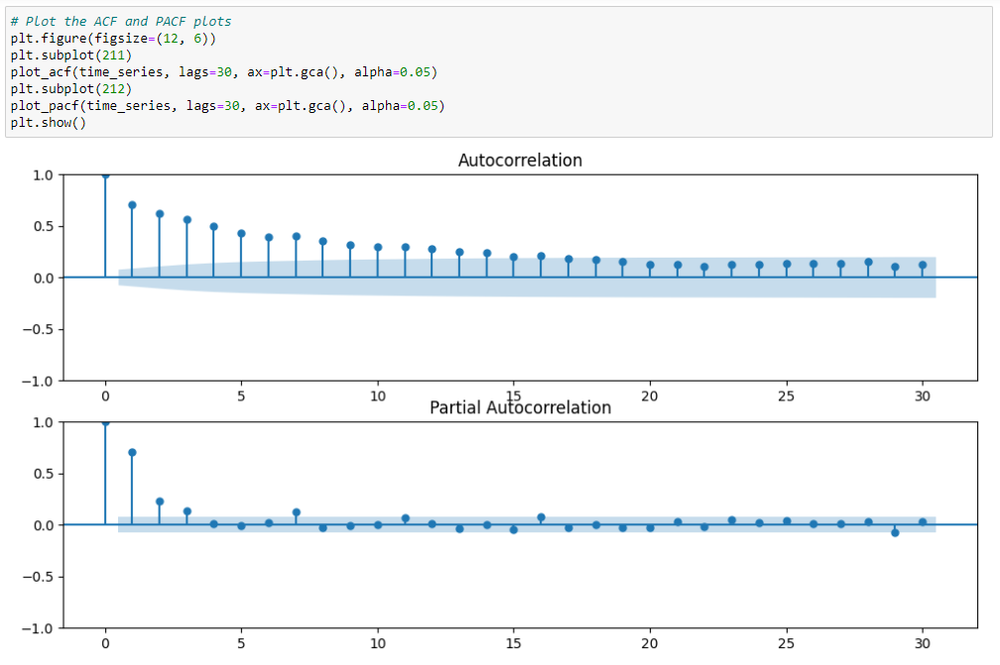 # Plot the ACF and PACF plots
plt.figure(figsize=(12, 6))
plt.subplot(211)
plot_acf(time_series, lags=30, ax=plt.gca(), alpha=0.05)
plt.subplot(212)
plot_pacf(time_series, lags=30, ax=plt.gca(), alpha=0.05)
plt.show()
Autocorrelation
1.0
0.5
0.0
−0.5
−1.0
0 5 10 15 20 25 30
Partial Autocorrelation
1.0
0.5
0.0
−0.5
−1.0
0 5 10 15 20 25 30